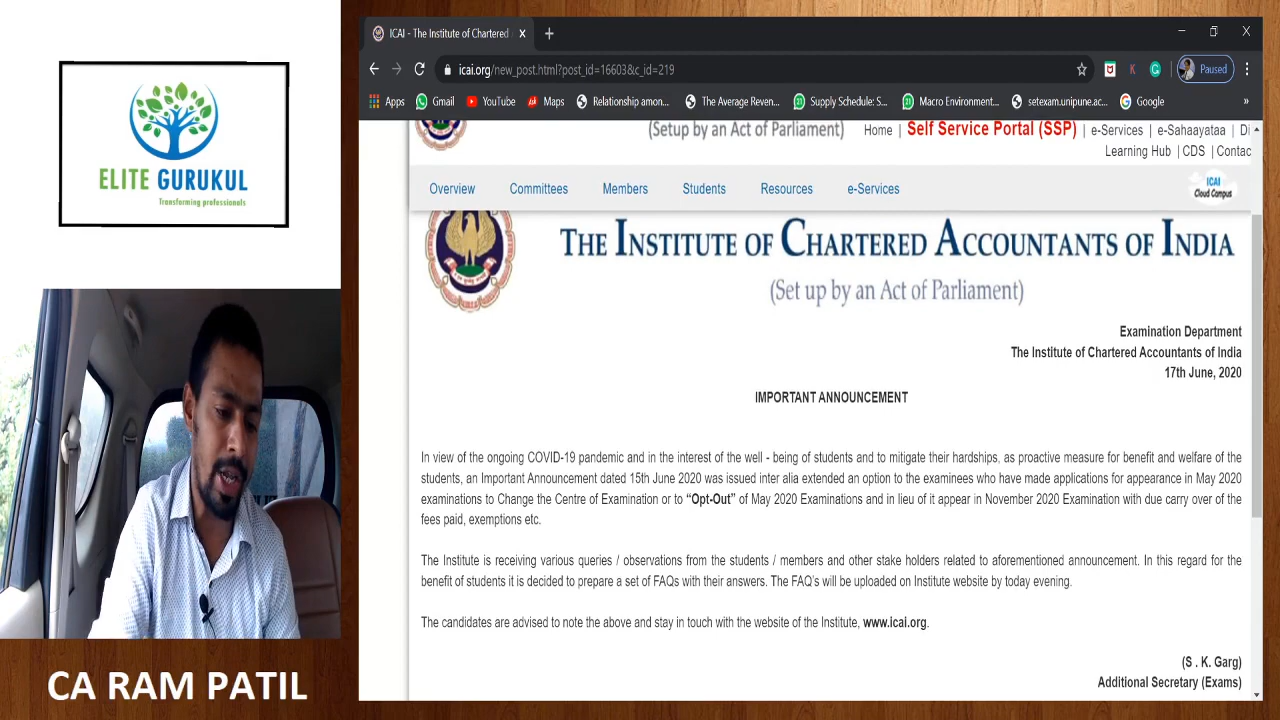 ELITE GURUKUL
Transforming professionals
CA RAM PATIL
ICAI - The Institute of Chartered
icai.org/new_post.html?post_id=16603&c_id=219
Paused
Apps
Gmail
YouTube
Maps
Relationship amon...
The Average Reven...
Supply Schedule: S...
Macro Environment...
setexam.unipune.ac...
Google
»
(Setup by an Act of Parliament)
Home | Self Service Portal (SSP) | e-Services | e-Sahaayataa | Di
Learning Hub | CDS | Contac
Overview Committees Members Students Resources e-Services
ICAI
Cloud Campus
THE INSTITUTE OF CHARTERED ACCOUNTANTS OF INDIA
(Set up by an Act of Parliament)
Examination Department
The Institute of Chartered Accountants of India
17th June, 2020
IMPORTANT ANNOUNCEMENT
In view of the ongoing COVID-19 pandemic and in the interest of the well - being of students and to mitigate their hardships, as proactive measure for benefit and welfare of the
students, an Important Announcement dated 15th June 2020 was issued inter alia extended an option to the examinees who have made applications for appearance in May 2020
examinations to Change the Centre of Examination or to “Opt-Out” of May 2020 Examinations and in lieu of it appear in November 2020 Examination with due carry over of the
fees paid, exemptions etc.
The Institute is receiving various queries / observations from the students / members and other stake holders related to aforementioned announcement. In this regard for the
benefit of students it is decided to prepare a set of FAQs with their answers. The FAQ's will be uploaded on Institute website by today evening.
The candidates are advised to note the above and stay in touch with the website of the Institute, www.icai.org.
(S . K. Garg)
Additional Secretary (Exams)